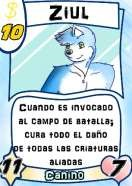 Ziul
$
10
Cuando es invocado
al campo de batalla;
cura todo el daño
de todas las criaturas
aliadas
11
Canino
7